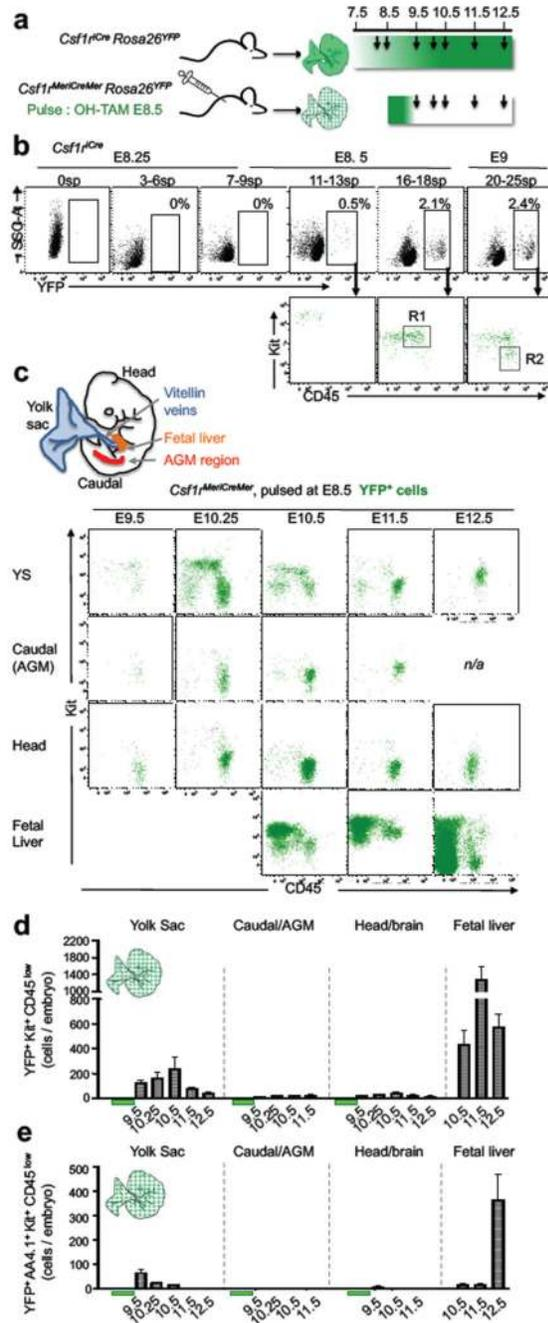 a
7.5 8.5 9.5 10.5 11.5 12.5
Csf1r^iCre Rosa26^YFP
Csf1r^MeriCreMer Rosa26^YFP
Pulse : OH-TAM E8.5
b
Csf1r^iCre
E8.25 E8. 5 E9
0sp 3-6sp 7-9sp 11-13sp 16-18sp 20-25sp
0% 0% 0.5% 2.1% 2.4%
SSC-A
YFP
R1
R2
Kit
CD45
c
Head
Yolk sac
Vitellin veins
Fetal liver
AGM region
Caudal
Csf1r^MeriCreMer, pulsed at E8.5 YFP⁺ cells
E9.5 E10.25 E10.5 E11.5 E12.5
YS
Caudal (AGM)
n/a
Head
Fetal Liver
Kit
CD45
d
Yolk Sac Caudal/AGM Head/brain Fetal liver
YFP⁺ Kit⁺ CD45^low (cells / embryo)
2200
1800
1400
1000
800
600
400
200
0
9.5 10.25 10.5 11.5 12.5 9.5 10.25 10.5 11.5 9.5 10.25 10.5 11.5 12.5 10.5 11.5 12.5
e
Yolk Sac Caudal/AGM Head/brain Fetal liver
YFP⁺AA4.1⁺ Kit⁺ CD45^low (cells / embryo)
500
400
300
200
100
0
9.5 10.25 10.5 11.5 12.5 9.5 10.25 10.5 11.5 9.5 10.25 10.5 11.5 12.5 10.5 11.5 12.5